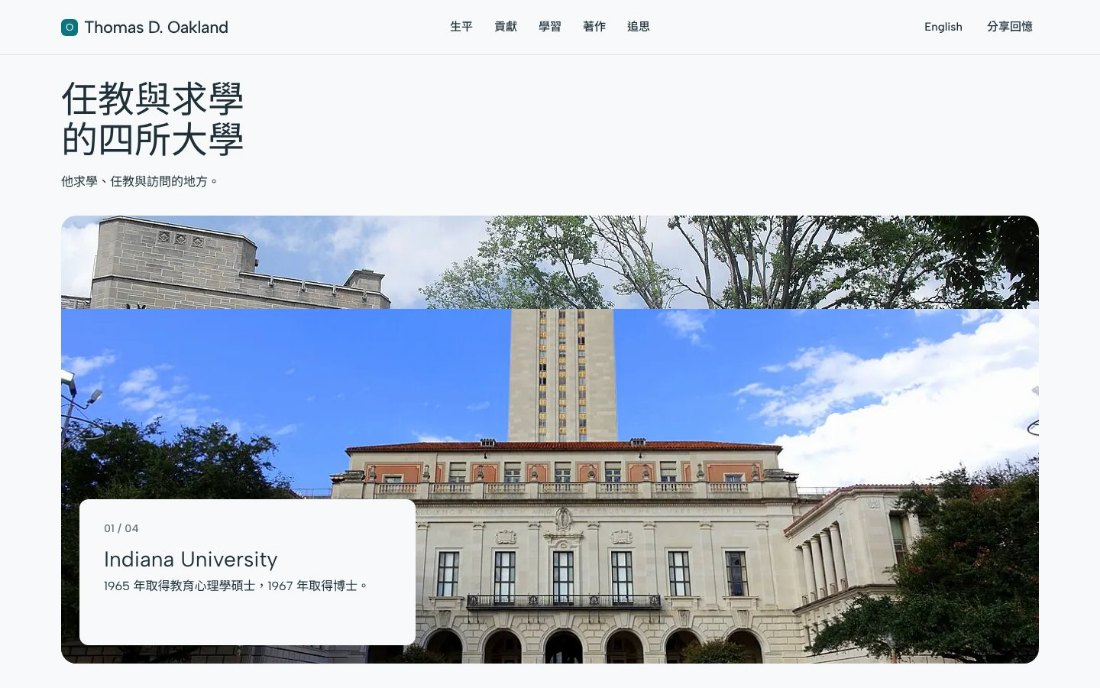 Thomas D. Oakland
生平
貢獻
學習
著作
追思
English
分享回憶
任教與求學
的四所大學
他求學、任教與訪問的地方。
01 / 04
Indiana University
1965 年取得教育心理學碩士，1967 年取得博士。